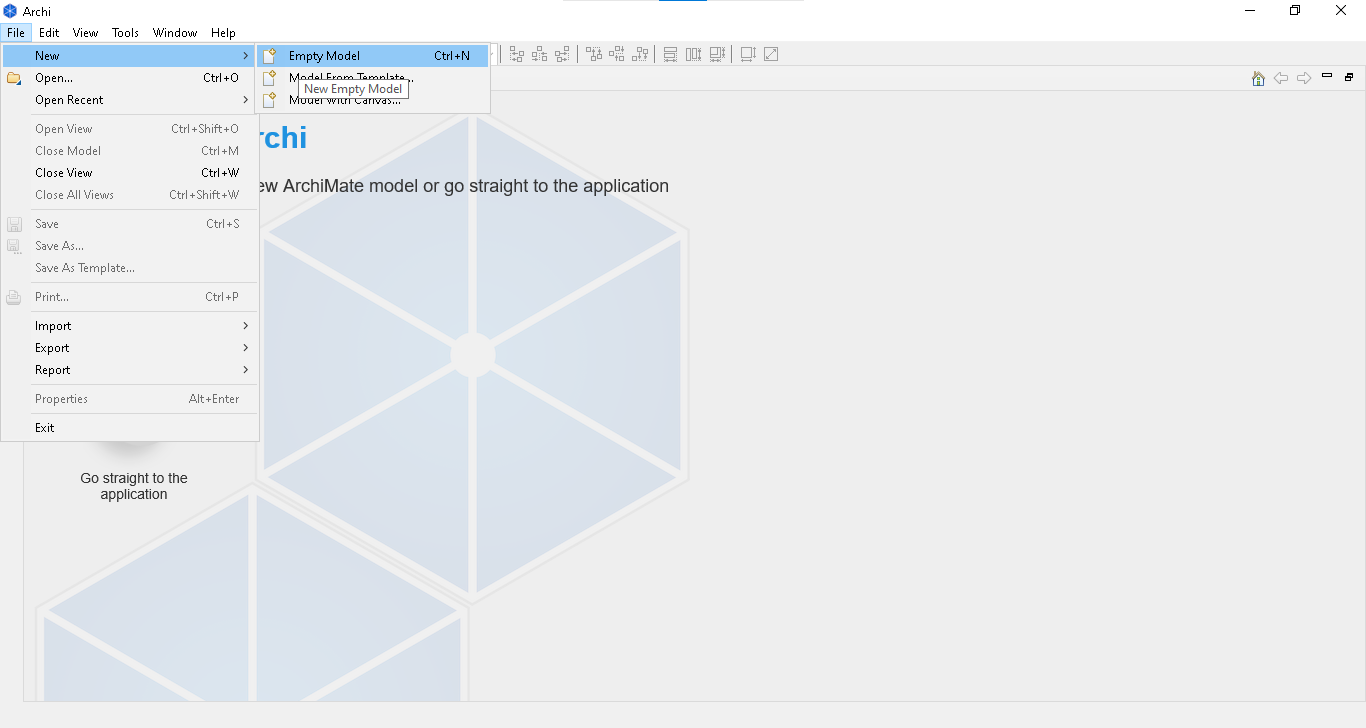 Archi
File Edit View Tools Window Help
New
Empty Model Ctrl+N
Open... Ctrl+O
Model From Template...
New Empty Model
Open Recent
Model With Canvas...
rchi
Open View Ctrl+Shift+O
Close Model Ctrl+M
Close View Ctrl+W
ew ArchiMate model or go straight to the application
Close All Views Ctrl+Shift+W
Save Ctrl+S
Save As...
Save As Template...
Print... Ctrl+P
Import
Export
Report
Properties Alt+Enter
Exit
Go straight to the
application